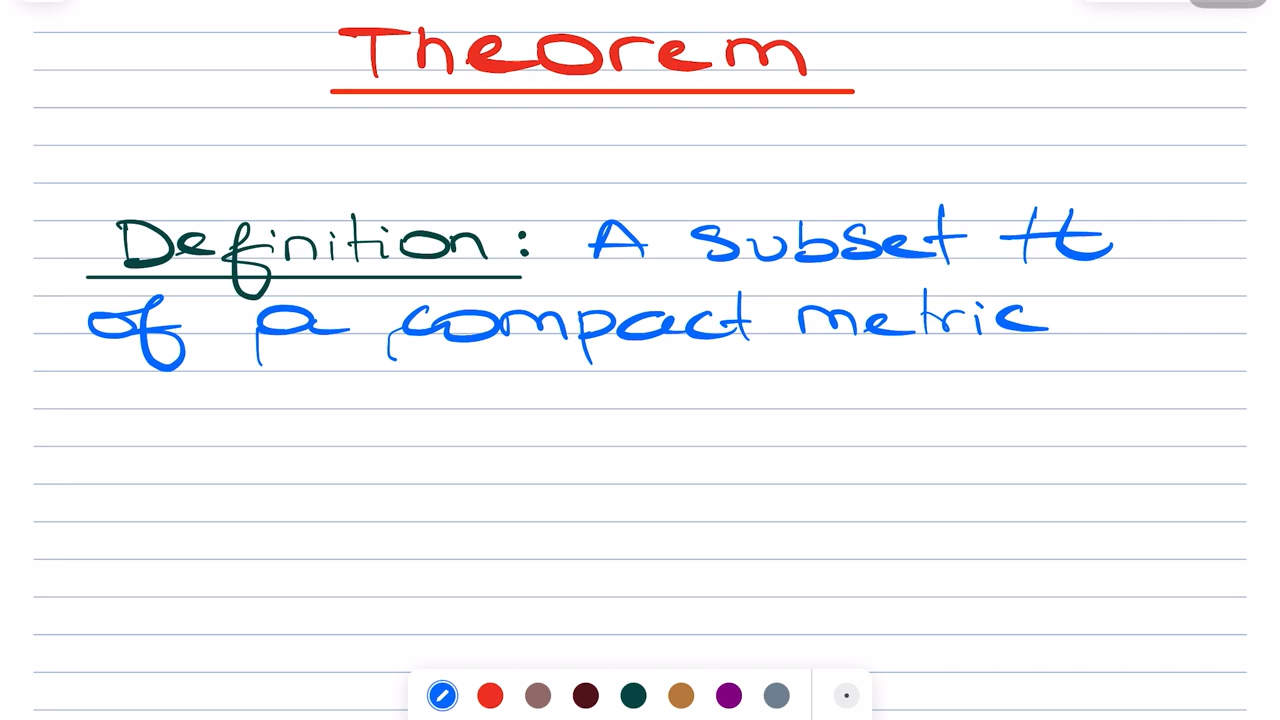 Theorem
Definition: A subset H
of a compact metric